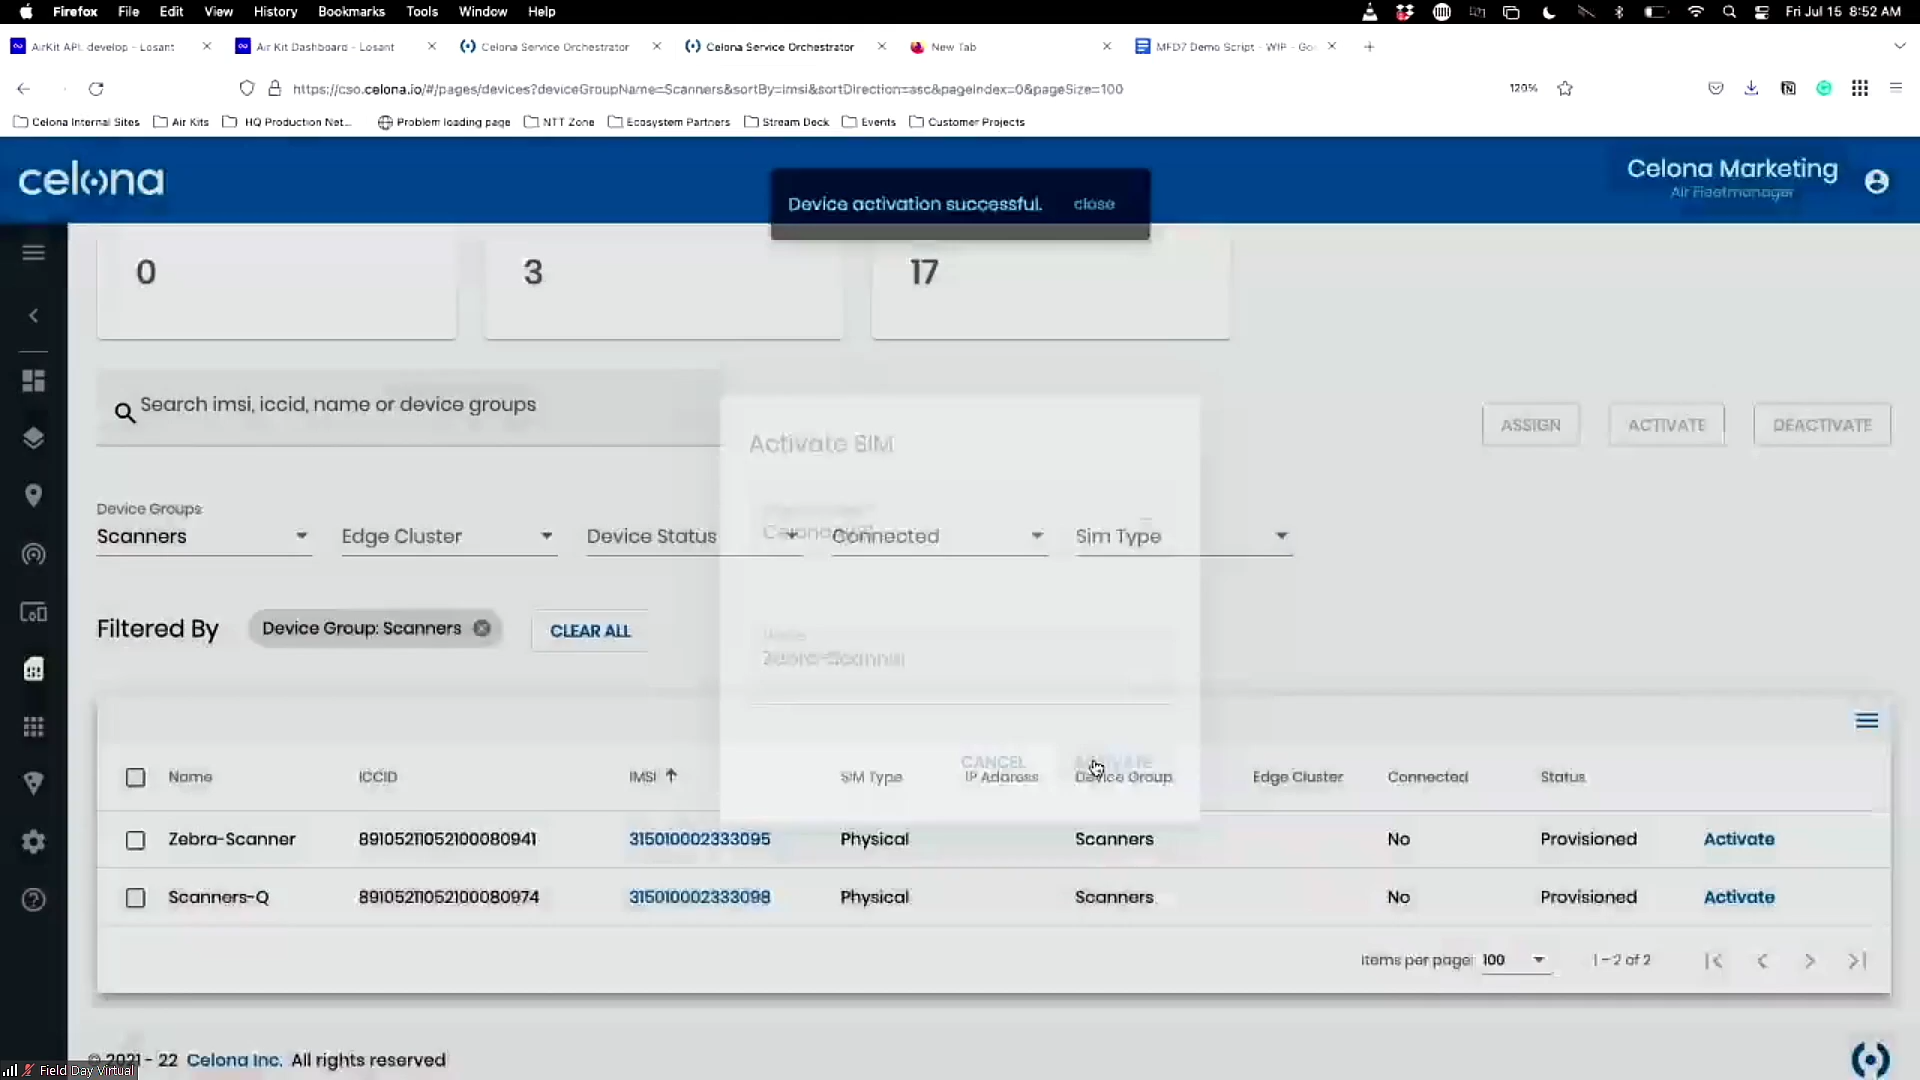 Firefox File Edit View History Bookmarks Tools Window Help Fri Jul 15 8:52 AM
AirKit API. develop - Losant Air Kit Dashboard - Losant Celona Service Orchestrator Celona Service Orchestrator New Tab MFD7 Demo Script - WIP - Go
https://cso.celona.io/#/pages/devices?deviceGroupName=Scanners&sortBy=imsi&sortDirection=asc&pageIndex=0&pageSize=100 120%
Celona Internal Sites Air Kits HQ Production Net... Problem loading page NTT Zone Ecosystem Partners Stream Deck Events Customer Projects
celona
Device activation successful. close
Celona Marketing
Air Fleetmanager
0 3 17
Search imsi, iccid, name or device groups
ASSIGN ACTIVATE DEACTIVATE
Activate SIM
Device Groups
Scanners Edge Cluster Device Status Connected Sim Type
Filtered By Device Group: Scanners CLEAR ALL
Name
Zebra-Scanner
CANCEL ACTIVATE
Name ICCID IMSI SIM Type IP Address Device Group Edge Cluster Connected Status
Zebra-Scanner 89105211052100080941 315010002333095 Physical Scanners No Provisioned Activate
Scanners-Q 89105211052100080974 315010002333098 Physical Scanners No Provisioned Activate
Items per page: 100 1 – 2 of 2
© 2021 - 22 Celona Inc. All rights reserved
Field Day Virtual